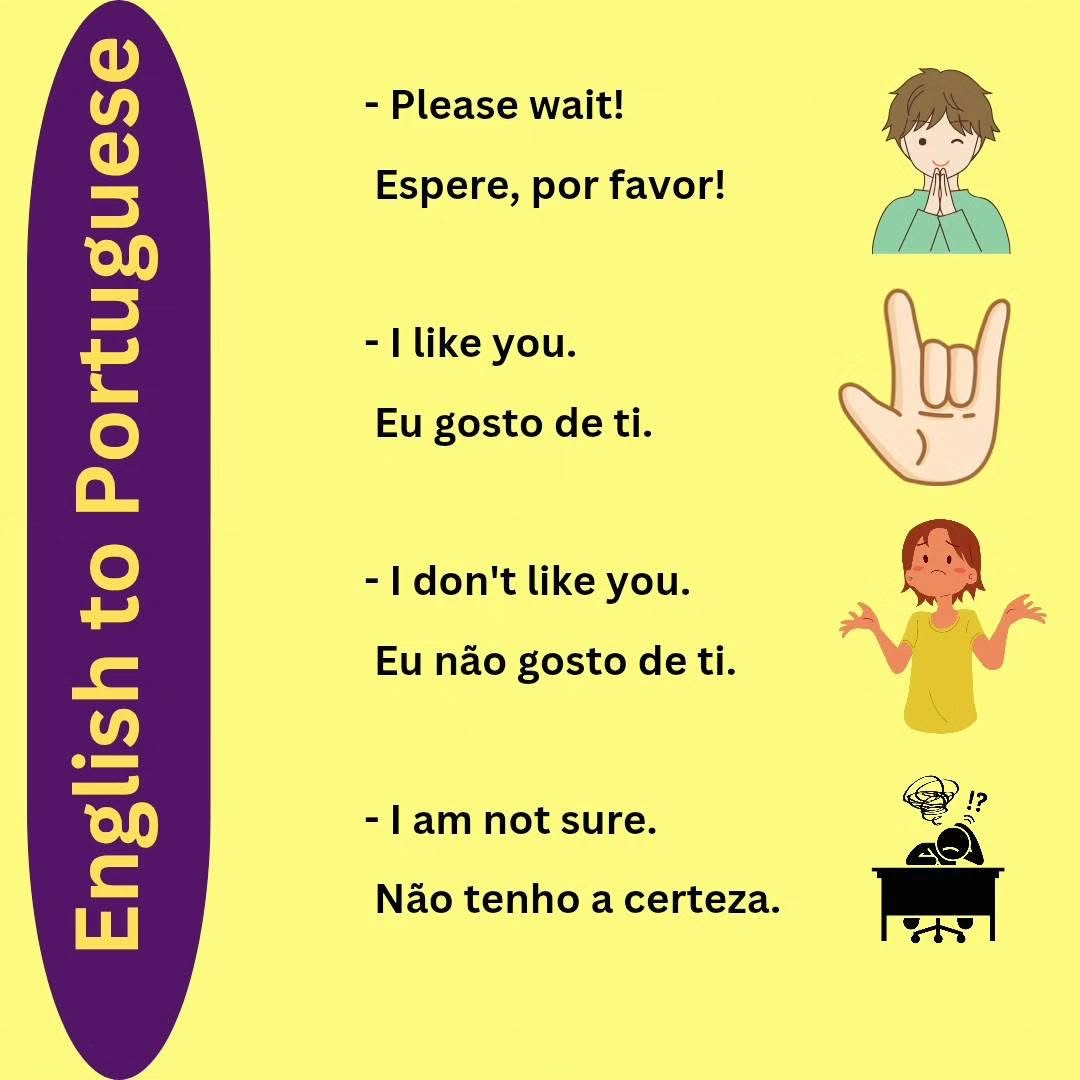 English to Portuguese
- Please wait!
Espere, por favor!
- I like you.
Eu gosto de ti.
- I don't like you.
Eu não gosto de ti.
- I am not sure.
!?
Não tenho a certeza.